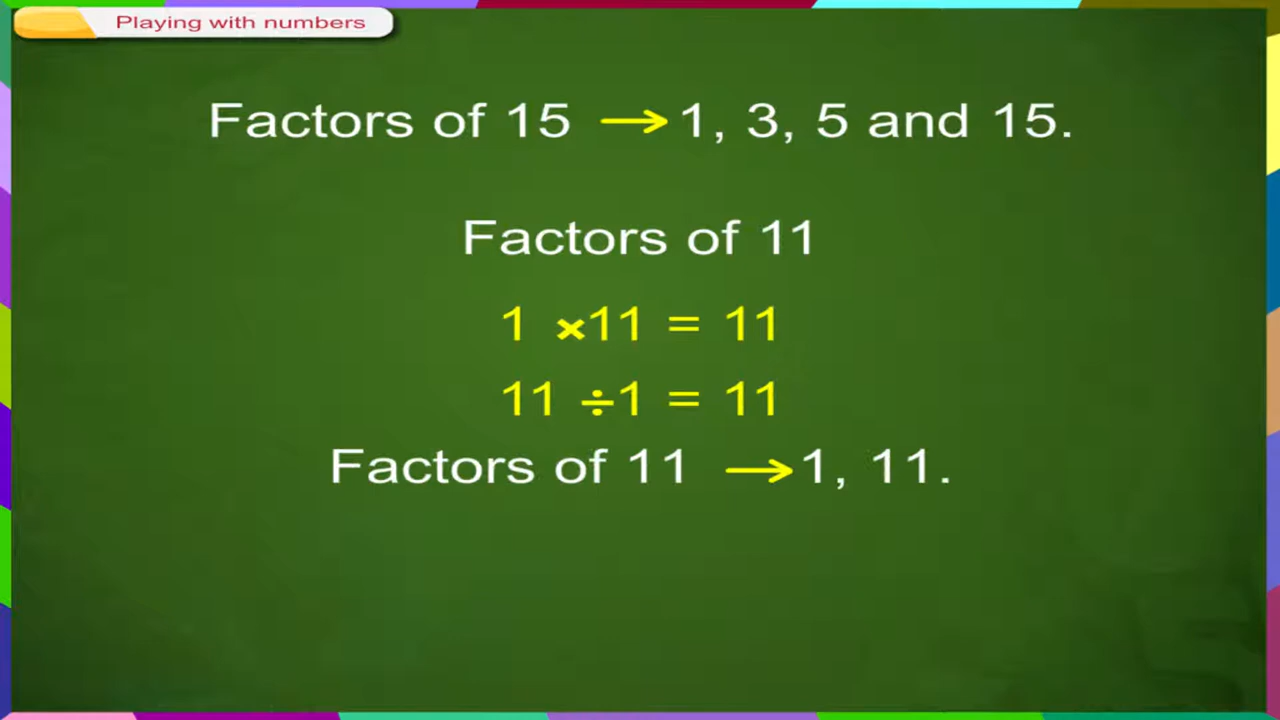 Playing with numbers
Factors of 15 → 1, 3, 5 and 15.
Factors of 11
1 × 11 = 11
11 ÷ 1 = 11
Factors of 11 → 1, 11.